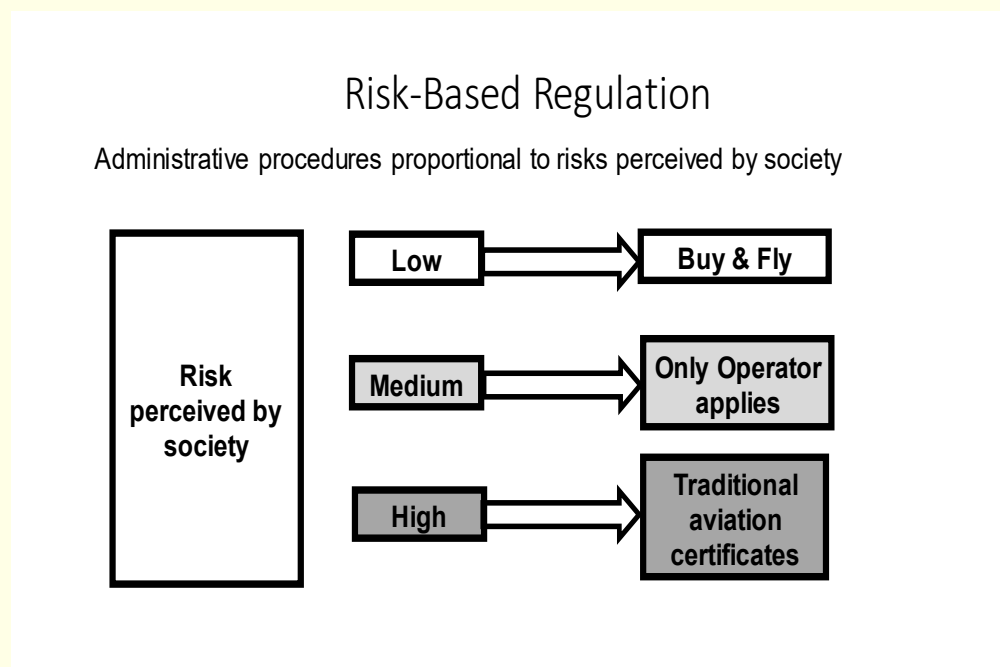 Risk-Based Regulation
Administrative procedures proportional to risks perceived by society
Risk
perceived by
society
Low
Buy & Fly
Medium
Only Operator
applies
High
Traditional
aviation
certificates